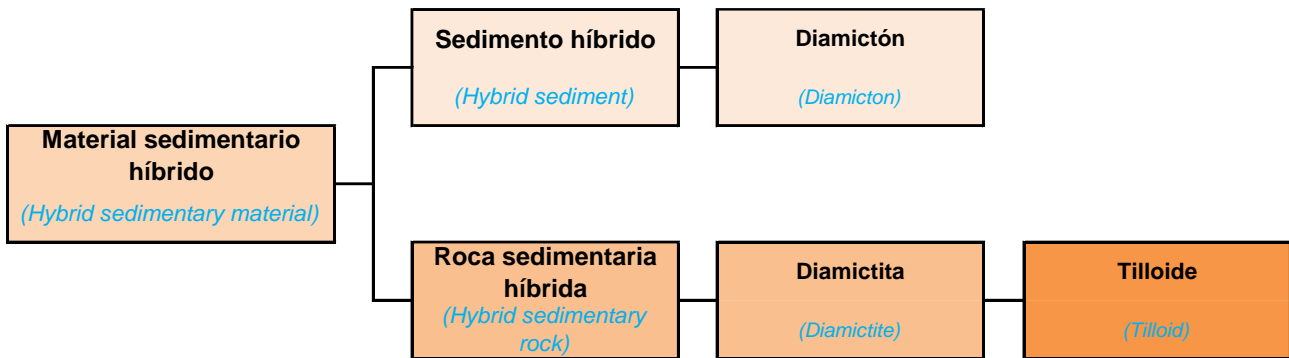 Sedimento híbrido
(Hybrid sediment)
Diamictón
(Diamicton)
Material sedimentario
híbrido
(Hybrid sedimentary material)
Roca sedimentaria
híbrida
(Hybrid sedimentary
rock)
Diamictita
(Diamictite)
Tilloide
(Tilloid)